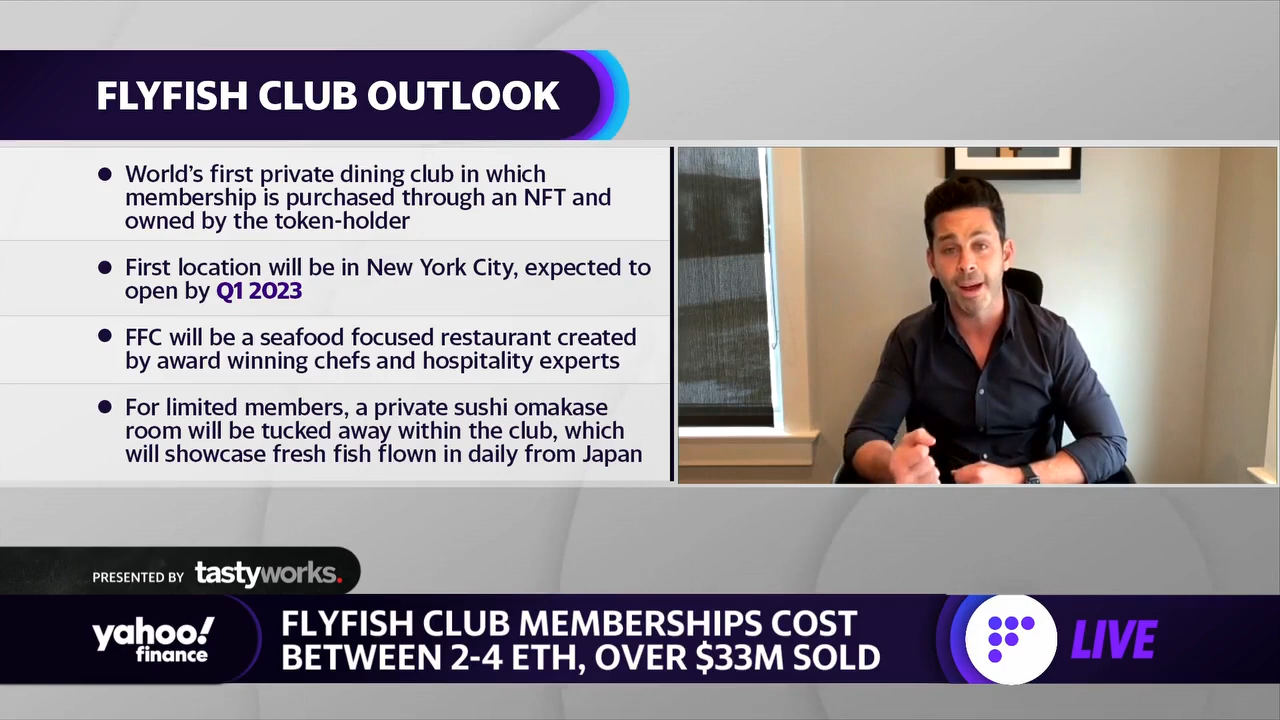 FLYFISH CLUB OUTLOOK
World's first private dining club in which
membership is purchased through an NFT and
owned by the token-holder
First location will be in New York City, expected to
open by Q1 2023
FFC will be a seafood focused restaurant created
by award winning chefs and hospitality experts
For limited members, a private sushi omakase
room will be tucked away within the club, which
will showcase fresh fish flown in daily from Japan
PRESENTED BY tastyworks.
yahoo!
finance
FLYFISH CLUB MEMBERSHIPS COST
BETWEEN 2-4 ETH, OVER $33M SOLD
LIVE